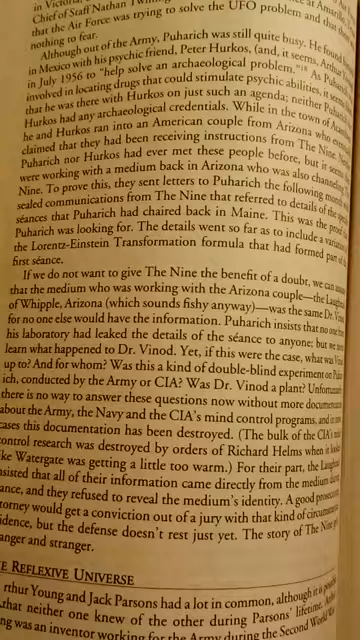 in Victoria,
Chief of Staff Nathan
that the Air Force was trying to solve the UFO problem and that
nothing to fear.
Although out of the Army, Puharich was still quite busy. He found
in Mexico with his psychic friend, Peter Hurkos, (and, it seems, Arthur
in July 1956 to "help solve an archaeological problem."18 As Puharich
involved in locating drugs that could stimulate psychic abilities, it seems
that he was there with Hurkos on just such an agenda; neither Puharich
Hurkos had any archaeological credentials. While in the town of
he and Hurkos ran into an American couple from Arizona who
claimed that they had been receiving instructions from The Nine.
Puharich nor Hurkos had ever met these people before, but it seems
were working with a medium back in Arizona who was also channeling
Nine. To prove this, they sent letters to Puharich the following month
sealed communications from The Nine that referred to details of the
séances that Puharich had chaired back in Maine. This was the proof
Puharich was looking for. The details went so far as to include a
the Lorentz-Einstein Transformation formula that had formed part of
first séance.
If we do not want to give The Nine the benefit of a doubt, we can
that the medium who was working with the Arizona couple—the
of Whipple, Arizona (which sounds fishy anyway)—was the same Dr.
for no one else would have the information. Puharich insists that no one
his laboratory had leaked the details of the séance to anyone; but we
learn what happened to Dr. Vinod. Yet, if this were the case, what was
up to? And for whom? Was this a kind of double-blind experiment on
ich, conducted by the Army or CIA? Was Dr. Vinod a plant?
there is no way to answer these questions now without more
about the Army, the Navy and the CIA's mind control programs, and in
cases this documentation has been destroyed. (The bulk of the CIA's
control research was destroyed by orders of Richard Helms when it
ke Watergate was getting a little too warm.) For their part, the
sisted that all of their information came directly from the medium
ance, and they refused to reveal the medium's identity. A good
torney would get a conviction out of a jury with that kind of
idence, but the defense doesn't rest just yet. The story of The Nine
anger and stranger.
E REFLEXIVE UNIVERSE
rthur Young and Jack Parsons had a lot in common, although it is
that neither one knew of the other during Parsons' lifetime.
ng was an inventor working for the Army during the Second World